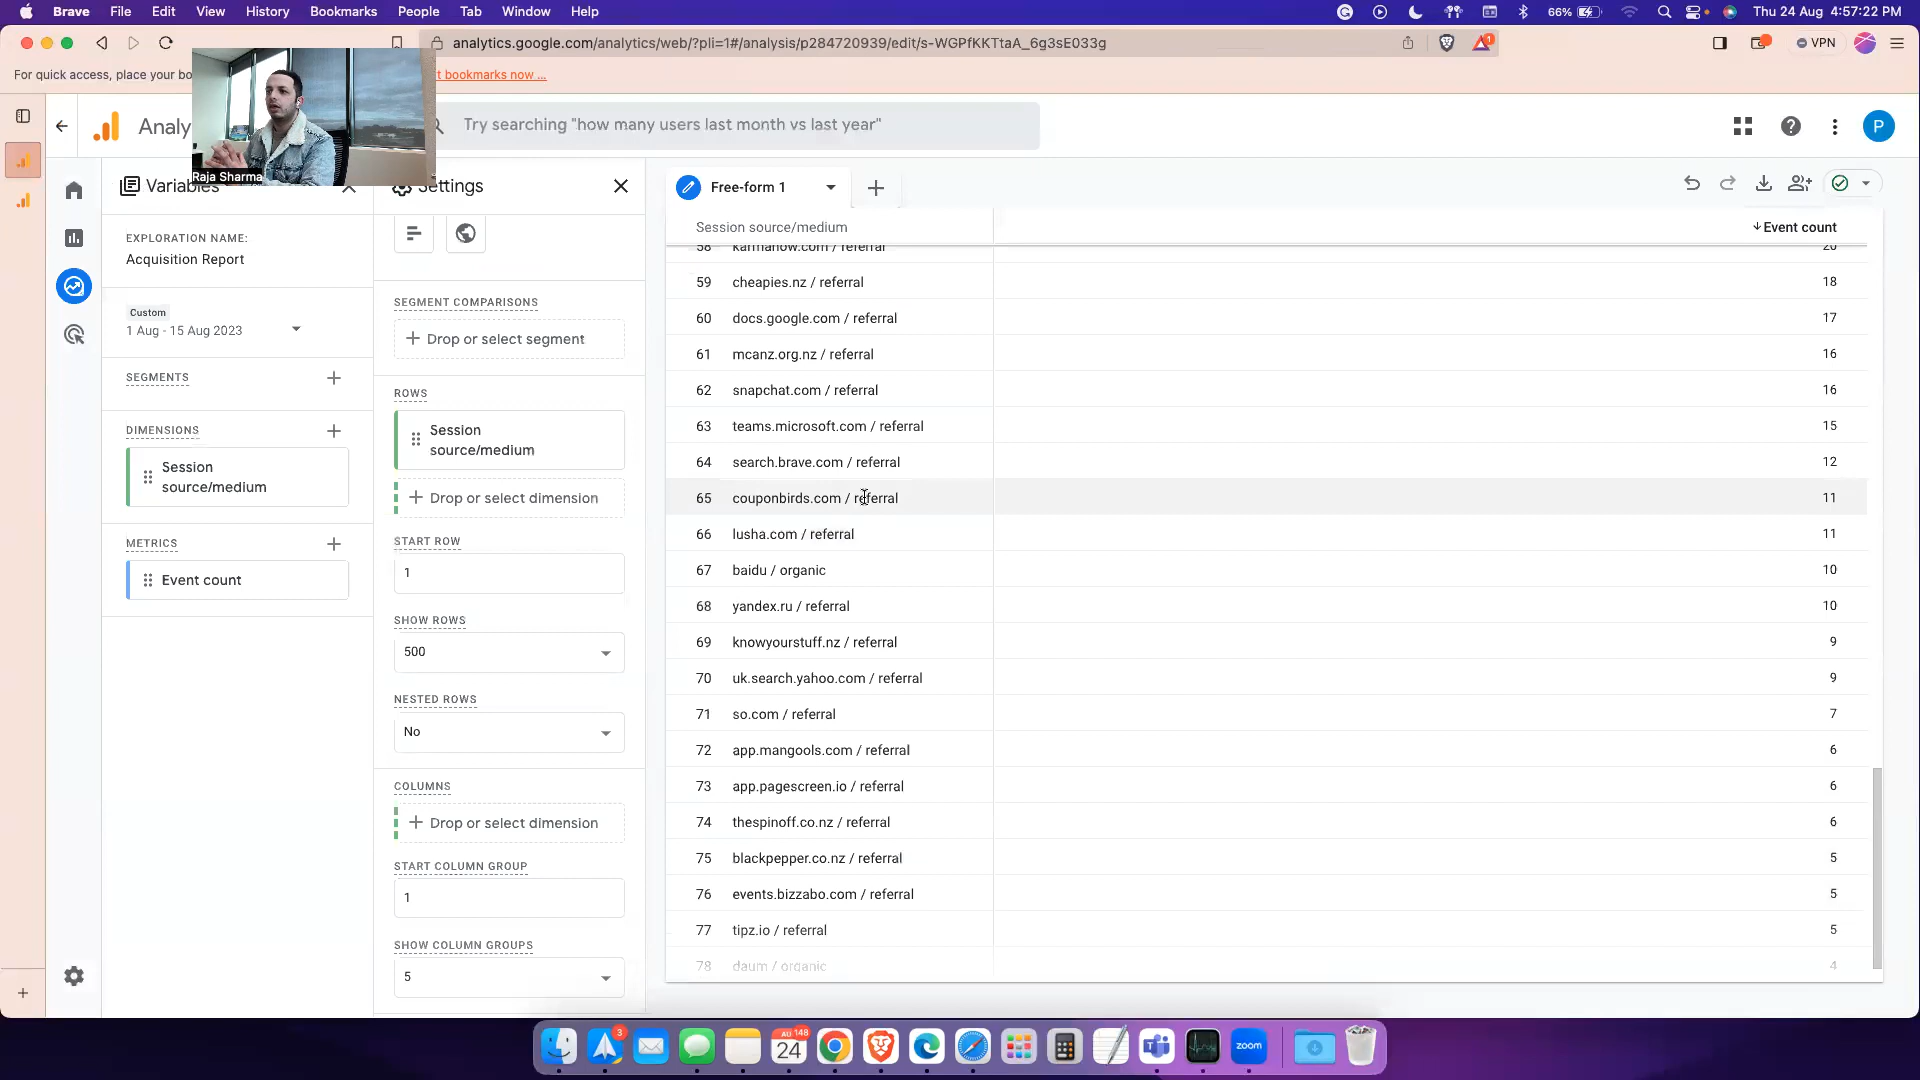 Brave File Edit View History Bookmarks People Tab Window Help 66% Thu 24 Aug 4:57:22 PM
analytics.google.com/analytics/web/?pli=1#/analysis/p284720939/edit/s-WGPfKKTtaA_6g3sE033g
1
VPN
For quick access, place your bo
t bookmarks now ...
Analy
Try searching "how many users last month vs last year"
P
Raja Sharma
Variables
Settings
Free-form 1
EXPLORATION NAME:
Acquisition Report
Custom
1 Aug - 15 Aug 2023
SEGMENTS
DIMENSIONS
Session
source/medium
METRICS
Event count
SEGMENT COMPARISONS
Drop or select segment
ROWS
Session
source/medium
Drop or select dimension
START ROW
1
SHOW ROWS
500
NESTED ROWS
No
COLUMNS
Drop or select dimension
START COLUMN GROUP
1
SHOW COLUMN GROUPS
5
Session source/medium Event count
58 karmanow.com / referral 20
59 cheapies.nz / referral 18
60 docs.google.com / referral 17
61 mcanz.org.nz / referral 16
62 snapchat.com / referral 16
63 teams.microsoft.com / referral 15
64 search.brave.com / referral 12
65 couponbirds.com / referral 11
66 lusha.com / referral 11
67 baidu / organic 10
68 yandex.ru / referral 10
69 knowyourstuff.nz / referral 9
70 uk.search.yahoo.com / referral 9
71 so.com / referral 7
72 app.mangools.com / referral 6
73 app.pagescreen.io / referral 6
74 thespinoff.co.nz / referral 6
75 blackpepper.co.nz / referral 5
76 events.bizzabo.com / referral 5
77 tipz.io / referral 5
78 daum / organic 4
3
148
24
zoom